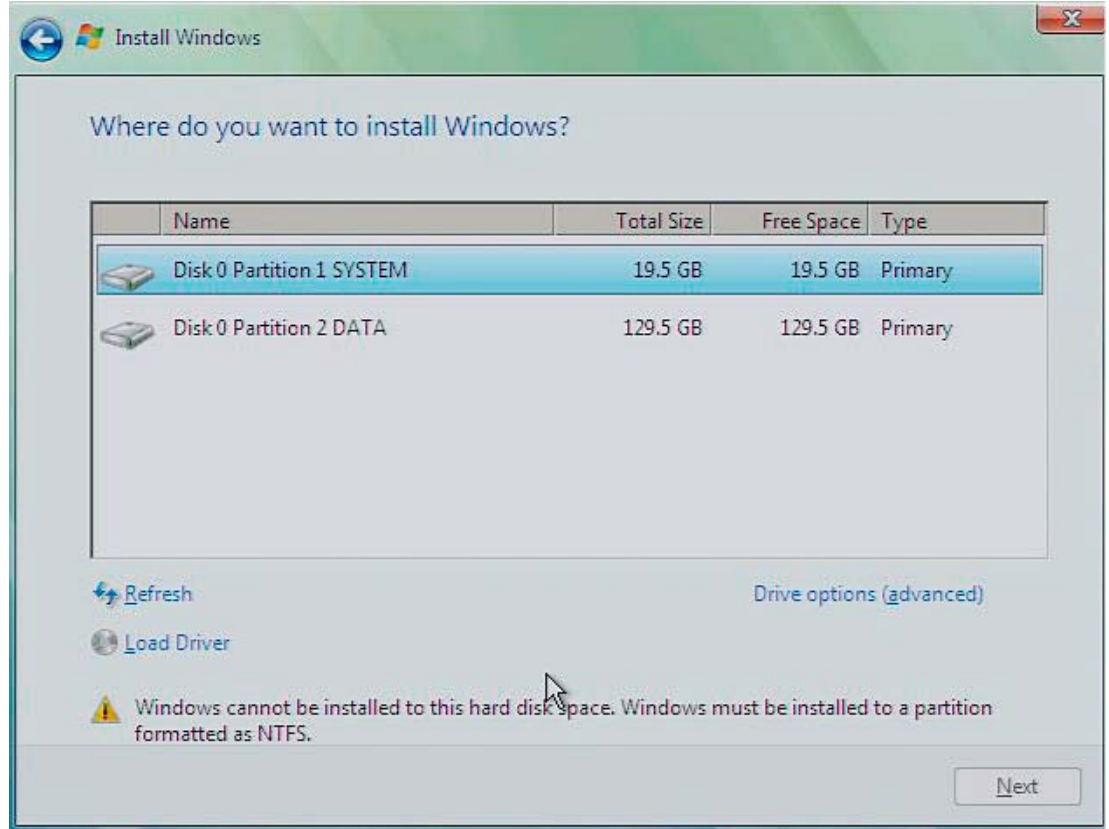 Install Windows
Where do you want to install Windows?
Name Total Size Free Space Type
Disk 0 Partition 1 SYSTEM 19.5 GB 19.5 GB Primary
Disk 0 Partition 2 DATA 129.5 GB 129.5 GB Primary
Refresh Drive options (advanced)
Load Driver
Windows cannot be installed to this hard disk space. Windows must be installed to a partition
formatted as NTFS.
Next